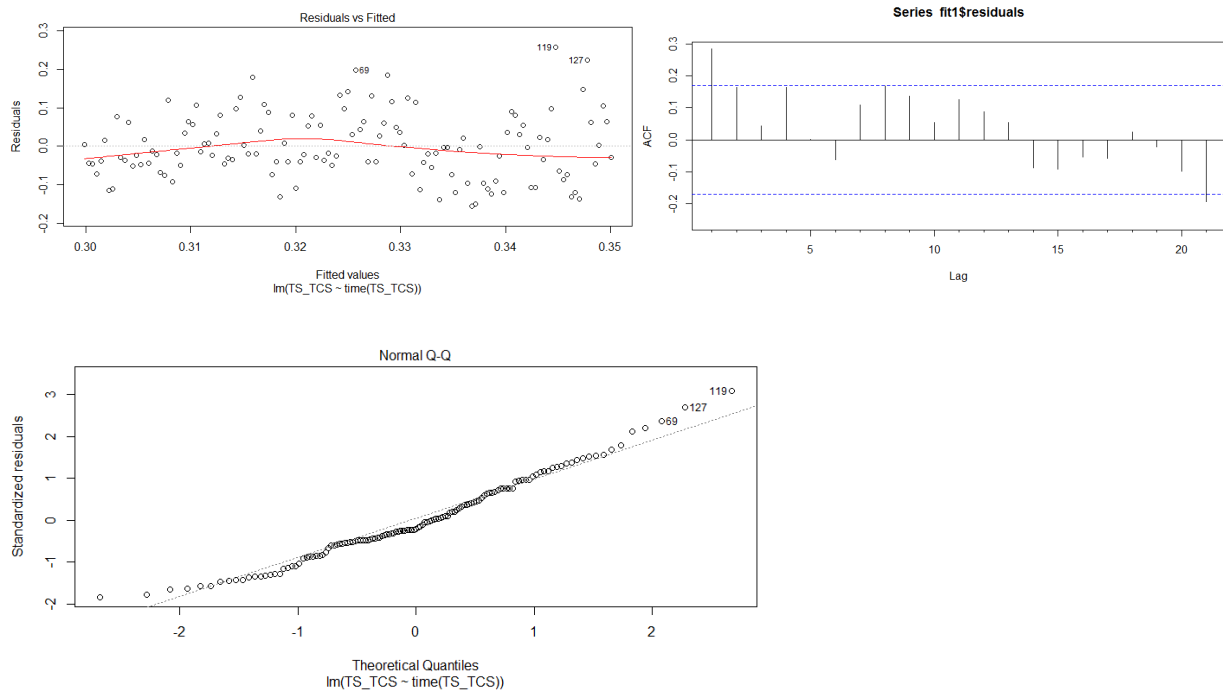 Residuals vs Fitted
Residuals
0.3
0.2
0.1
0.0
-0.1
-0.2
119
127
69
0.30 0.31 0.32 0.33 0.34 0.35
Fitted values
lm(TS_TCS ~ time(TS_TCS))
Series fit1$residuals
ACF
0.3
0.2
0.1
0.0
-0.1
-0.2
5 10 15 20
Lag
Normal Q-Q
Standardized residuals
3
2
1
0
-1
-2
119
127
69
-2 -1 0 1 2
Theoretical Quantiles
lm(TS_TCS ~ time(TS_TCS))